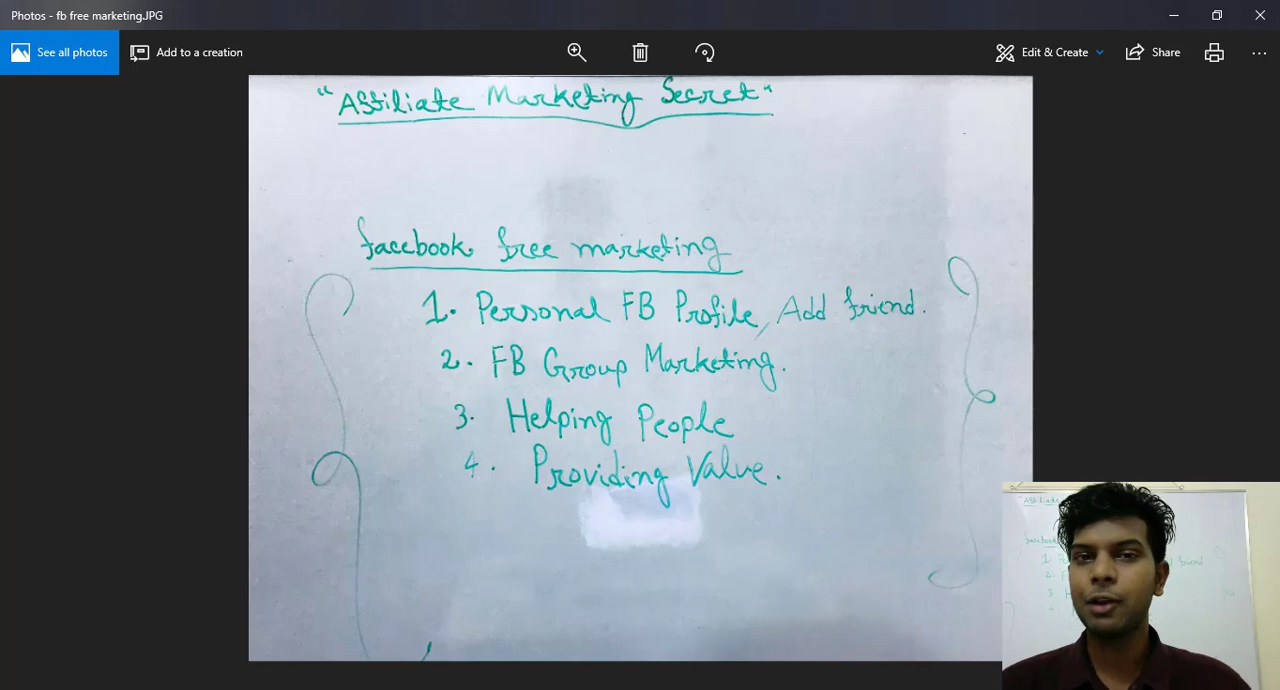 Photos - fb free marketing.JPG
See all photos
Add to a creation
Edit & Create
Share
"Affiliate Marketing Secret"
facebook free marketing
1. Personal FB Profile, Add friend.
2. FB Group Marketing.
3. Helping People
4. Providing Value.